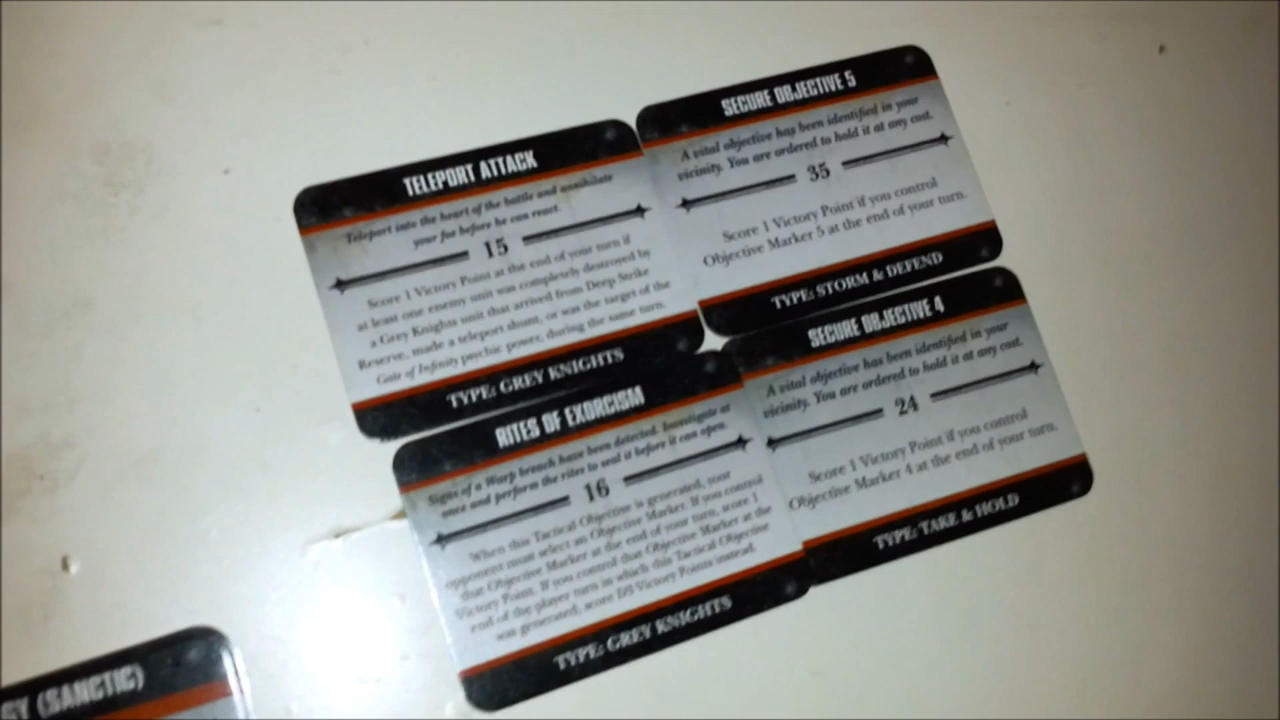 TELEPORT ATTACK
Teleport into the heart of the battle and annihilate
your foe before he can react.
15
Score 1 Victory Point at the end of your turn if
at least one enemy unit was completely destroyed by
a Grey Knights unit that arrived from Deep Strike
Reserve, made a teleport shunt, or was the target of the
Gate of Infinity psychic power, during the same turn.
TYPE: GREY KNIGHTS
SECURE OBJECTIVE 5
A vital objective has been identified in your
vicinity. You are ordered to hold it at any cost.
35
Score 1 Victory Point if you control
Objective Marker 5 at the end of your turn.
TYPE: STORM & DEFEND
RITES OF EXORCISM
Signs of a Warp breach have been detected. Investigate at
once and perform the rites to seal it before it can open.
16
When this Tactical Objective is generated, your
opponent must select an Objective Marker. If you control
that Objective Marker at the end of your turn, score 1
Victory Point. If you control that Objective Marker at the
end of the player turn in which this Tactical Objective
was generated, score D3 Victory Points instead.
TYPE: GREY KNIGHTS
SECURE OBJECTIVE 4
A vital objective has been identified in your
vicinity. You are ordered to hold it at any cost.
24
Score 1 Victory Point if you control
Objective Marker 4 at the end of your turn.
TYPE: TAKE & HOLD
GY (SANCTIC)